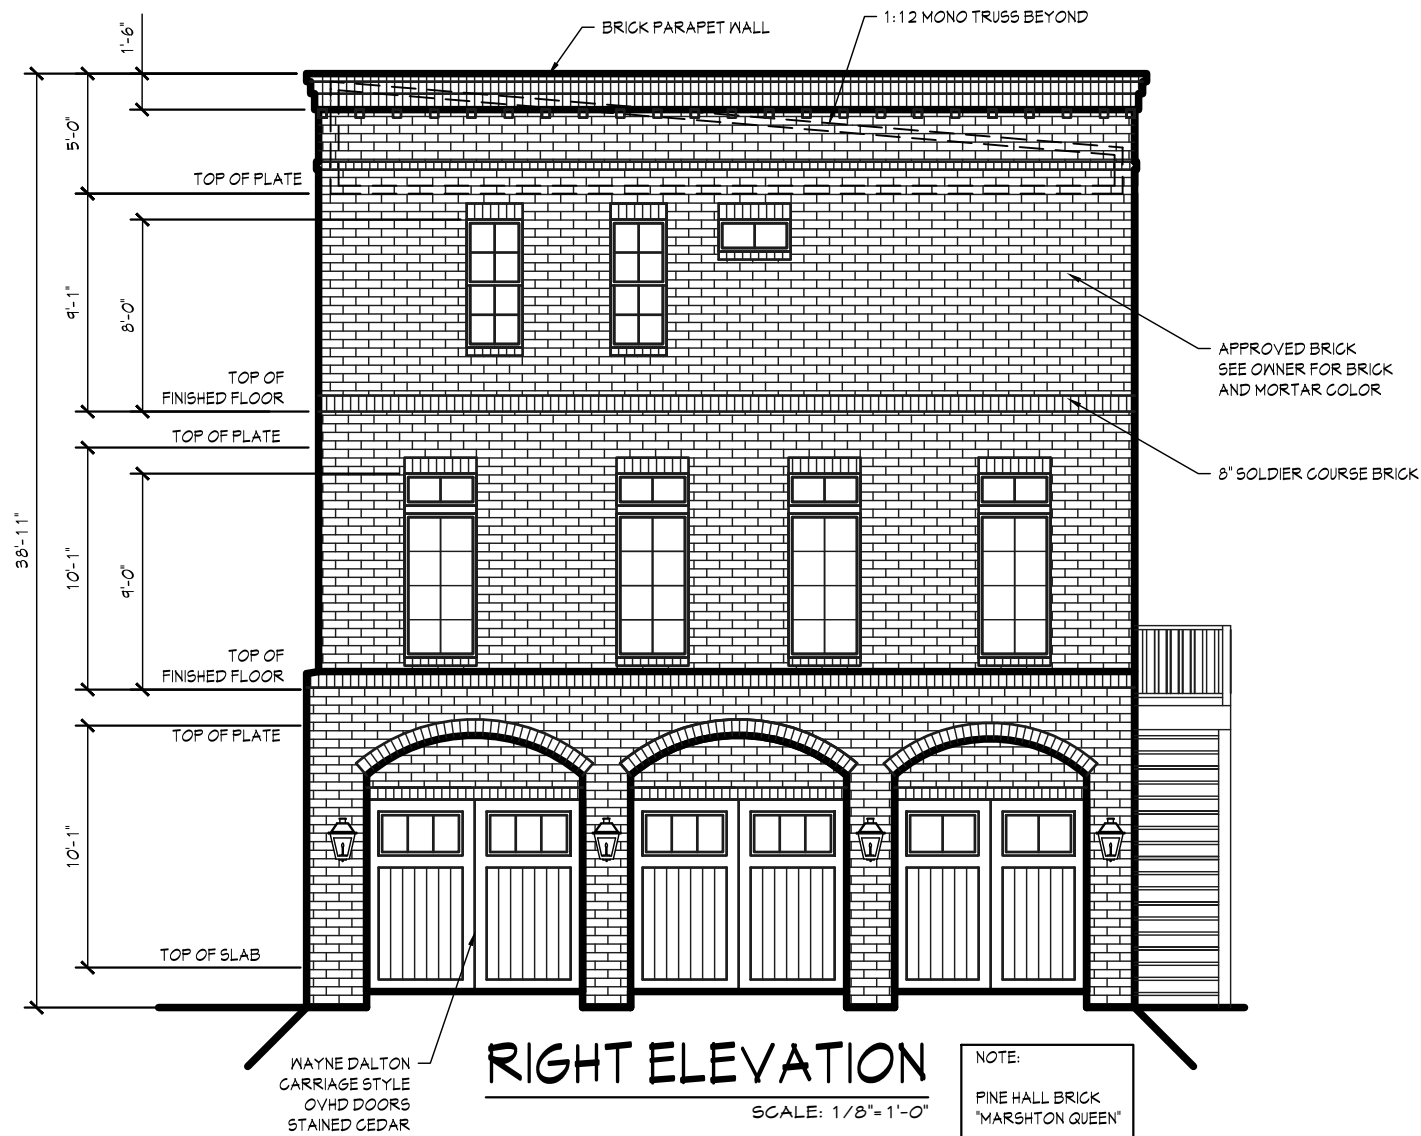 1'-6"
BRICK PARAPET WALL
1:12 MONO TRUSS BEYOND
5'-0"
TOP OF PLATE
9'-1"
8'-0"
APPROVED BRICK
SEE OWNER FOR BRICK
AND MORTAR COLOR
TOP OF
FINISHED FLOOR
TOP OF PLATE
8" SOLDIER COURSE BRICK
38'-11"
10'-1"
9'-0"
TOP OF
FINISHED FLOOR
TOP OF PLATE
10'-1"
TOP OF SLAB
WAYNE DALTON
CARRIAGE STYLE
OVHD DOORS
STAINED CEDAR
RIGHT ELEVATION
SCALE: 1/8"=1'-0"
NOTE:
PINE HALL BRICK
"MARSHTON QUEEN"